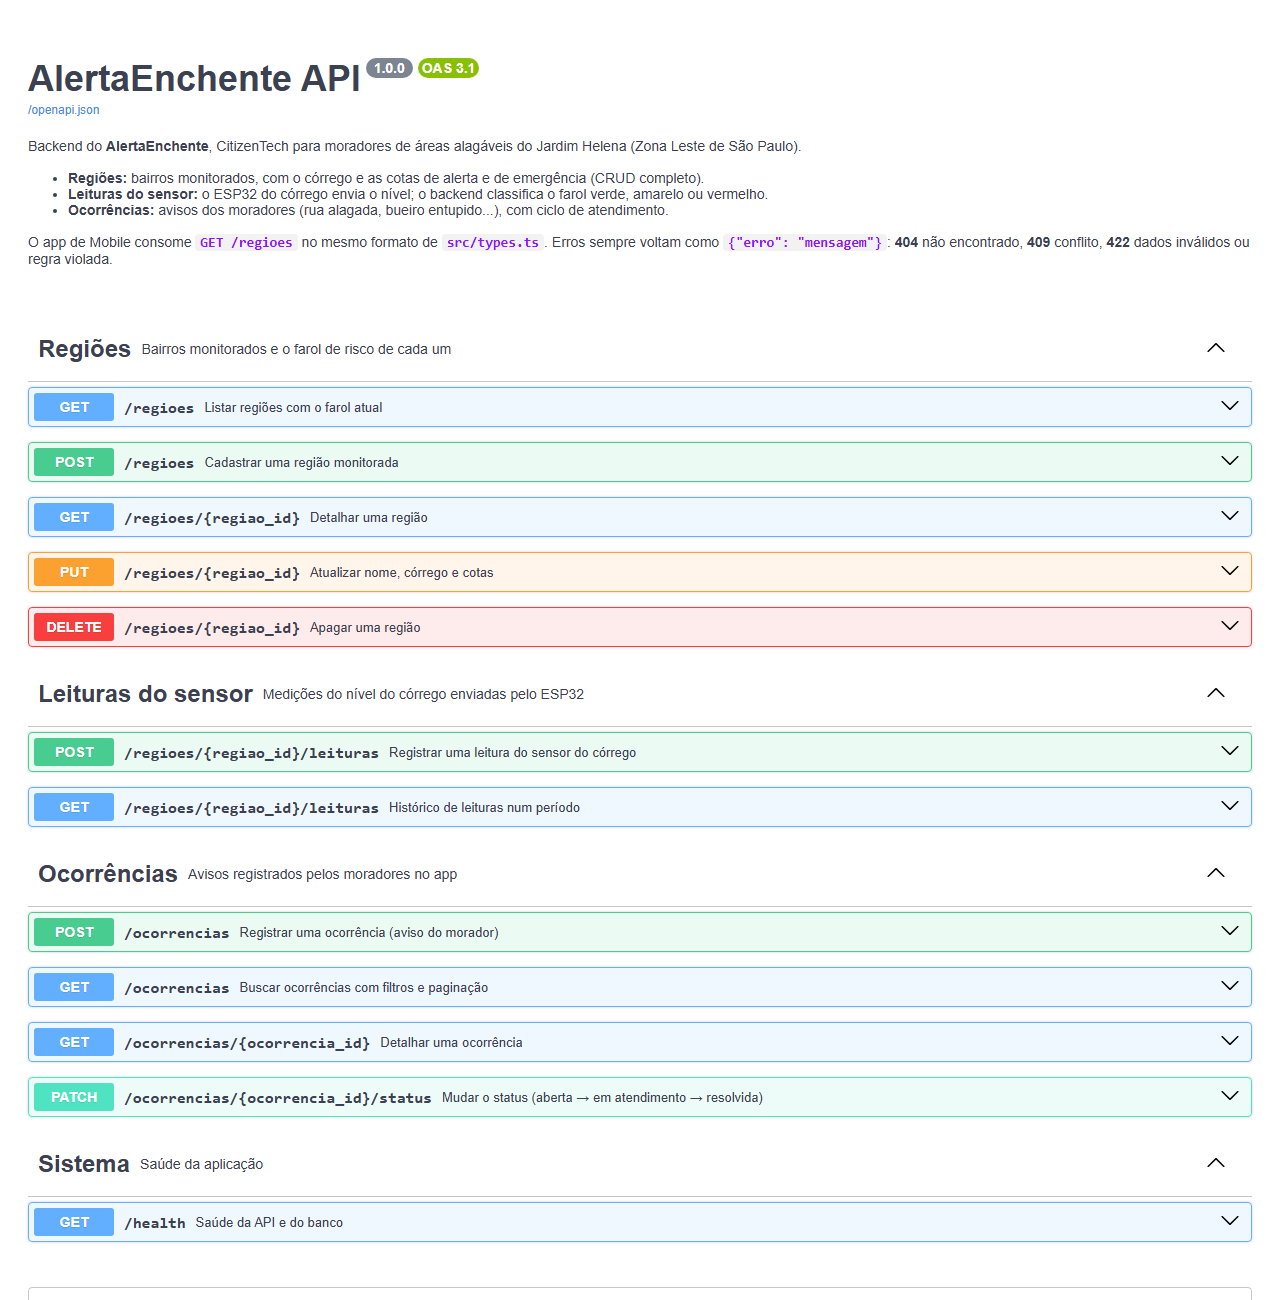 AlertaEnchente API 1.0.0 OAS 3.1
/openapi.json
Backend do AlertaEnchente, CitizenTech para moradores de áreas alagáveis do Jardim Helena (Zona Leste de São Paulo).
• Regiões: bairros monitorados, com o córrego e as cotas de alerta e de emergência (CRUD completo).
• Leituras do sensor: o ESP32 do córrego envia o nível; o backend classifica o farol verde, amarelo ou vermelho.
• Ocorrências: avisos dos moradores (rua alagada, bueiro entupido...), com ciclo de atendimento.
O app de Mobile consome GET /regioes no mesmo formato de src/types.ts. Erros sempre voltam como {"erro": "mensagem"}: 404 não encontrado, 409 conflito, 422 dados inválidos ou
regra violada.
Regiões Bairros monitorados e o farol de risco de cada um
GET /regioes Listar regiões com o farol atual
POST /regioes Cadastrar uma região monitorada
GET /regioes/{regiao_id} Detalhar uma região
PUT /regioes/{regiao_id} Atualizar nome, córrego e cotas
DELETE /regioes/{regiao_id} Apagar uma região
Leituras do sensor Medições do nível do córrego enviadas pelo ESP32
POST /regioes/{regiao_id}/leituras Registrar uma leitura do sensor do córrego
GET /regioes/{regiao_id}/leituras Histórico de leituras num período
Ocorrências Avisos registrados pelos moradores no app
POST /ocorrencias Registrar uma ocorrência (aviso do morador)
GET /ocorrencias Buscar ocorrências com filtros e paginação
GET /ocorrencias/{ocorrencia_id} Detalhar uma ocorrência
PATCH /ocorrencias/{ocorrencia_id}/status Mudar o status (aberta → em atendimento → resolvida)
Sistema Saúde da aplicação
GET /health Saúde da API e do banco